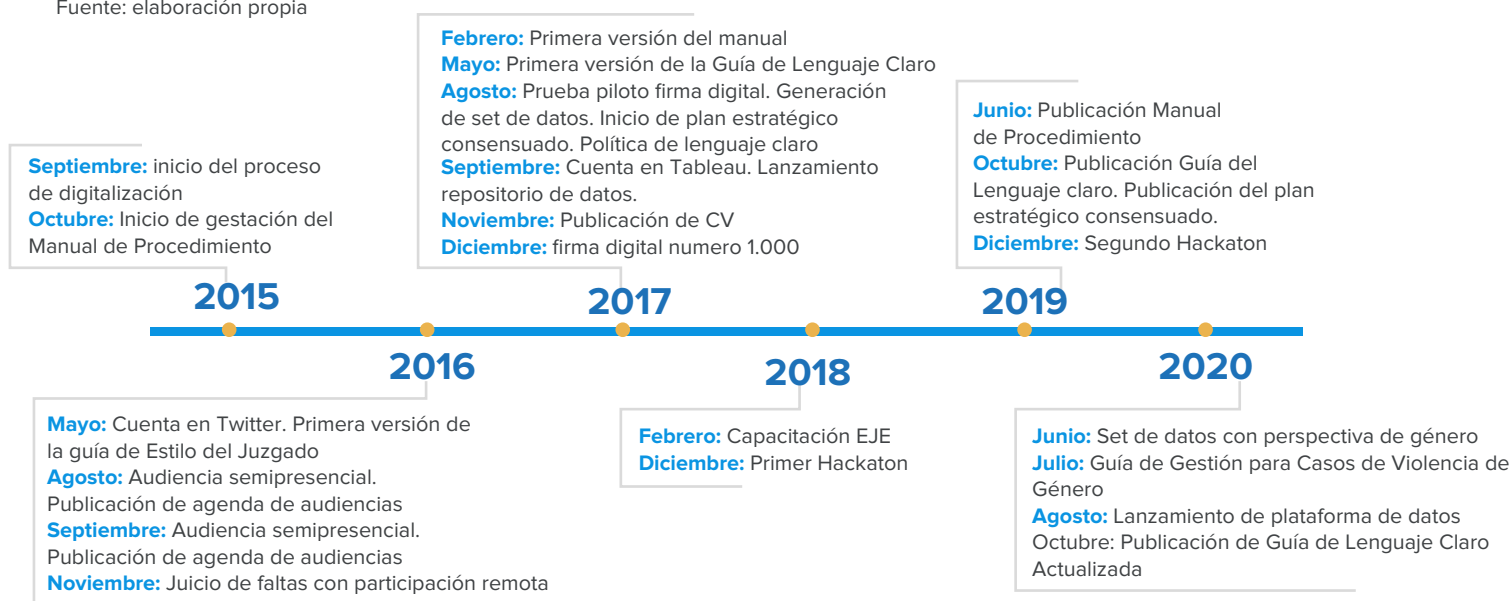 Fuente: elaboración propia
Septiembre: inicio del proceso
de digitalización
Octubre: Inicio de gestación del
Manual de Procedimiento
2015
Mayo: Cuenta en Twitter. Primera versión de
la guía de Estilo del Juzgado
Agosto: Audiencia semipresencial.
Publicación de agenda de audiencias
Septiembre: Audiencia semipresencial.
Publicación de agenda de audiencias
Noviembre: Juicio de faltas con participación remota
2016
Febrero: Primera versión del manual
Mayo: Primera versión de la Guía de Lenguaje Claro
Agosto: Prueba piloto firma digital. Generación
de set de datos. Inicio de plan estratégico
consensuado. Política de lenguaje claro
Septiembre: Cuenta en Tableau. Lanzamiento
repositorio de datos.
Noviembre: Publicación de CV
Diciembre: firma digital numero 1.000
2017
2018
Febrero: Capacitación EJE
Diciembre: Primer Hackaton
Junio: Publicación Manual
de Procedimiento
Octubre: Publicación Guía del
Lenguaje claro. Publicación del plan
estratégico consensuado.
Diciembre: Segundo Hackaton
2019
2020
Junio: Set de datos con perspectiva de género
Julio: Guía de Gestión para Casos de Violencia de
Género
Agosto: Lanzamiento de plataforma de datos
Octubre: Publicación de Guía de Lenguaje Claro
Actualizada